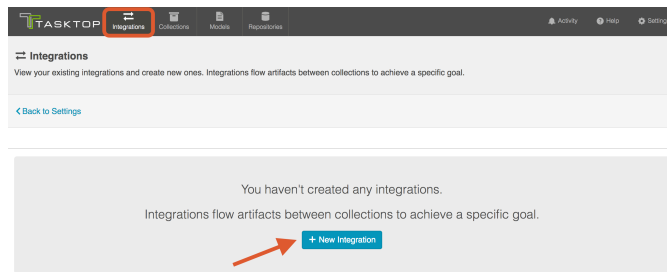 TASKTOP Integrations Collections Models Repositories Activity Help Setting
Integrations
View your existing integrations and create new ones. Integrations flow artifacts between collections to achieve a specific goal.
Back to Settings
You haven't created any integrations.
Integrations flow artifacts between collections to achieve a specific goal.
+ New Integration